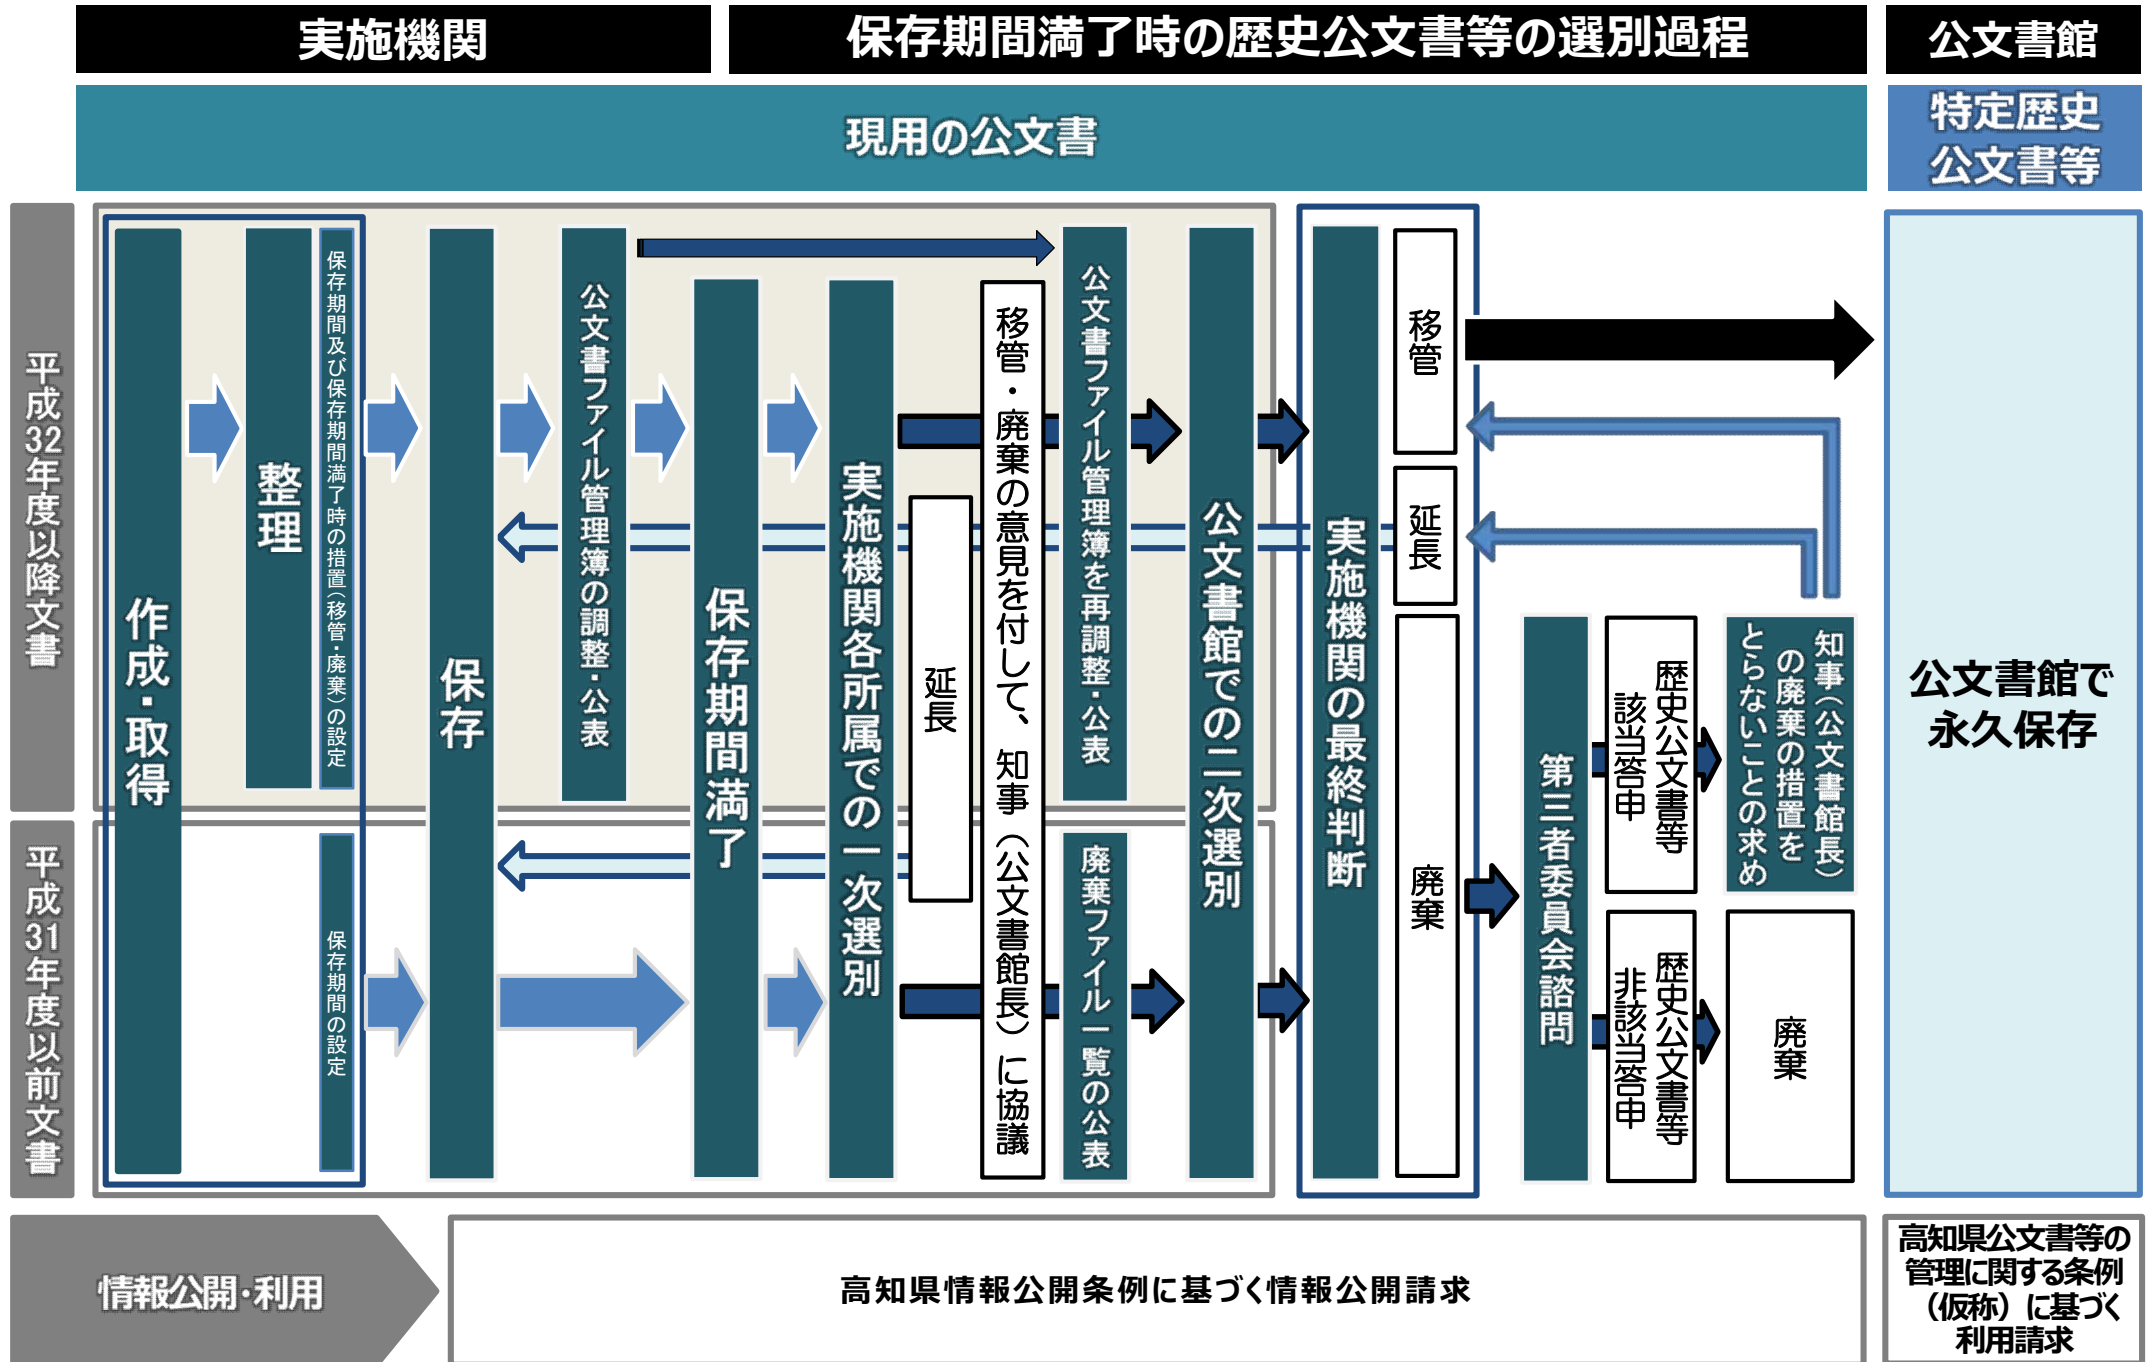 実施機関
保存期間満了時の歴史公文書等の選別過程
公文書館
現用の公文書
特定歴史
公文書等
平成32年度以降文書
作成・取得
整理
保存期間及び保存期間満了時の措置(移管・廃棄)の設定
保存
公文書ファイル管理簿の調整・公表
保存期間満了
実施機関各所属での一次選別
延長
移管・廃棄の意見を付して、知事(公文書館長)に協議
公文書ファイル管理簿を再調整・公表
公文書館での二次選別
実施機関の最終判断
移管
延長
廃棄
第三者委員会諮問
歴史公文書等
該当答申
知事(公文書館長)
の廃棄の措置を
とらないことの求め
歴史公文書等
非該当答申
廃棄
公文書館で
永久保存
平成31年度以前文書
保存期間の設定
廃棄ファイル一覧の公表
情報公開・利用
高知県情報公開条例に基づく情報公開請求
高知県公文書等の
管理に関する条例
(仮称)に基づく
利用請求